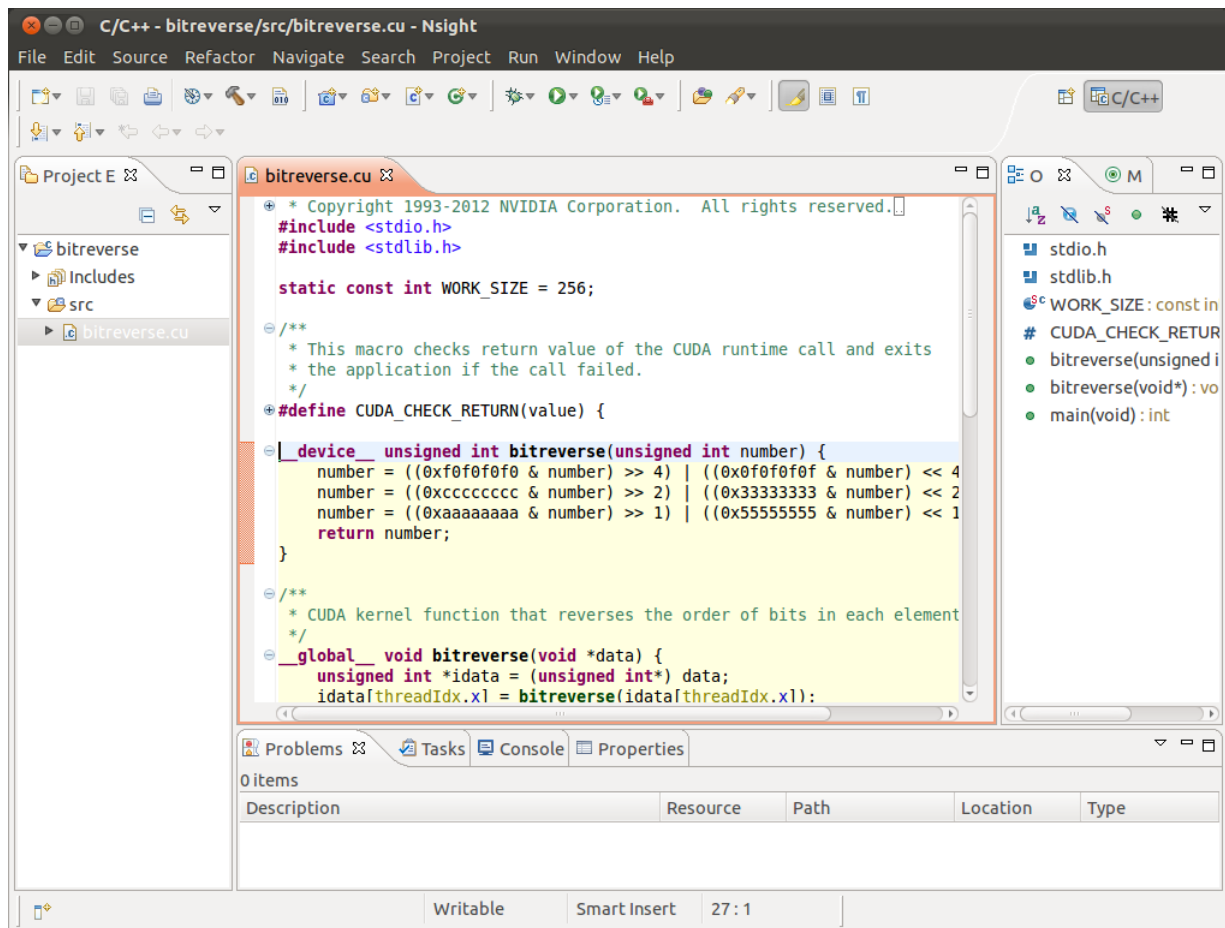 C/C++ - bitreverse/src/bitreverse.cu - Nsight
File Edit Source Refactor Navigate Search Project Run Window Help
C/C++
Project E
bitreverse
Includes
src
bitreverse.cu
bitreverse.cu
* Copyright 1993-2012 NVIDIA Corporation.  All rights reserved.
#include <stdio.h>
#include <stdlib.h>
static const int WORK_SIZE = 256;
/**
* This macro checks return value of the CUDA runtime call and exits
* the application if the call failed.
*/
#define CUDA_CHECK_RETURN(value) {
__device__ unsigned int bitreverse(unsigned int number) {
number = ((0xf0f0f0f0 & number) >> 4) | ((0x0f0f0f0f & number) << 4
number = ((0xcccccccc & number) >> 2) | ((0x33333333 & number) << 2
number = ((0xaaaaaaaa & number) >> 1) | ((0x55555555 & number) << 1
return number;
}
/**
* CUDA kernel function that reverses the order of bits in each element
*/
__global__ void bitreverse(void *data) {
unsigned int *idata = (unsigned int*) data;
idata[threadIdx.x] = bitreverse(idata[threadIdx.x]);
O
M
stdio.h
stdlib.h
WORK_SIZE : const in
# CUDA_CHECK_RETUR
bitreverse(unsigned i
bitreverse(void*) : vo
main(void) : int
Problems Tasks Console Properties
0 items
Description Resource Path Location Type
Writable Smart Insert 27 : 1